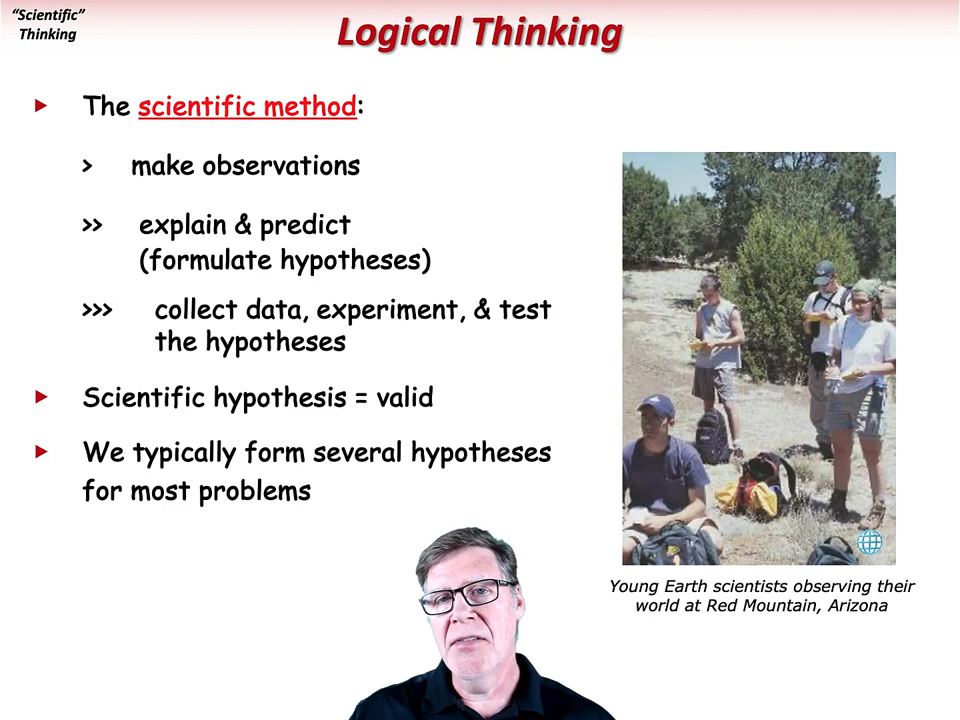 “Scientific”
Thinking
Logical Thinking
► The scientific method:
> make observations
>> explain & predict
(formulate hypotheses)
>>> collect data, experiment, & test
the hypotheses
► Scientific hypothesis = valid
► We typically form several hypotheses
for most problems
Young Earth scientists observing their
world at Red Mountain, Arizona